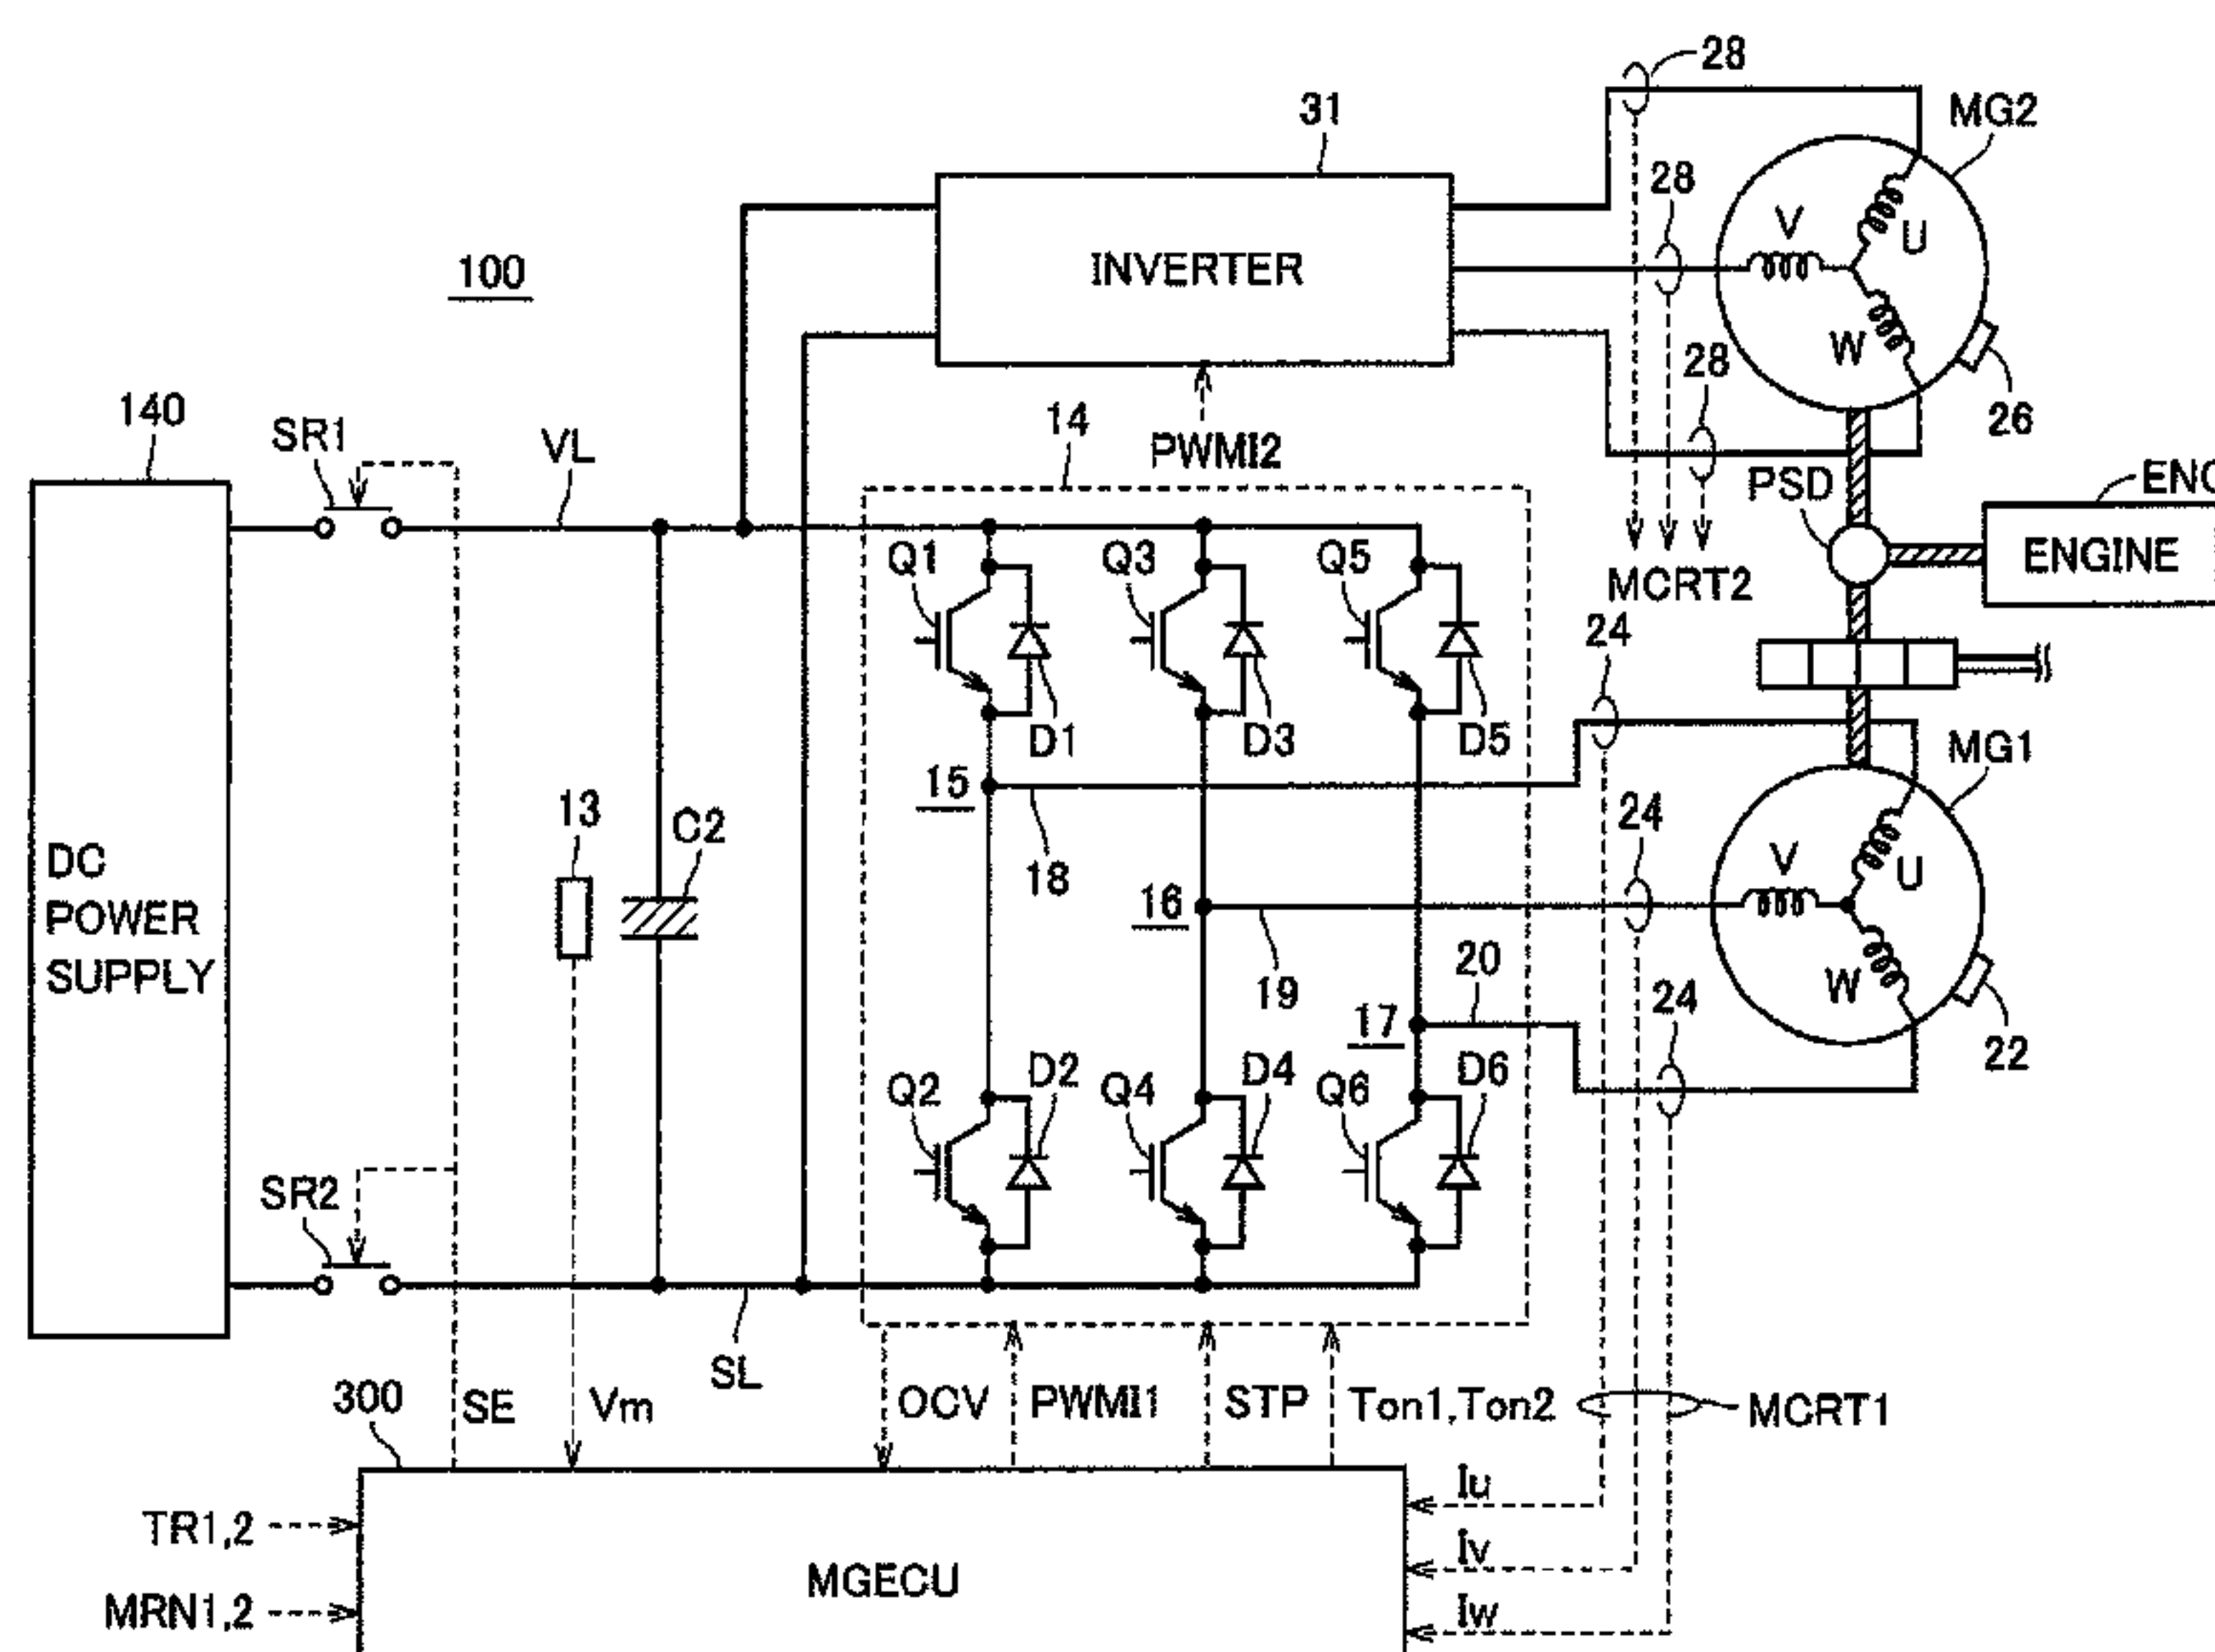 28
31
MG2
28
V
U
INVERTER
100
W
28
140
14
26
SR1
VL
PWMI2
PSD
ENG
Q1
Q3
Q5
ENGINE
MCRT2
24
D1
D3
D5
MG1
15
13
C2
24
V
U
DC
POWER
SUPPLY
18
16
20
W
19
24
17
22
Q2
D2
Q4
D4
Q6
D6
SR2
SL
300
SE
Vm
OCV
PWMI1
STP
Ton1,Ton2
MCRT1
Iu
TR1,2
Iv
MGECU
MRN1,2
Iw